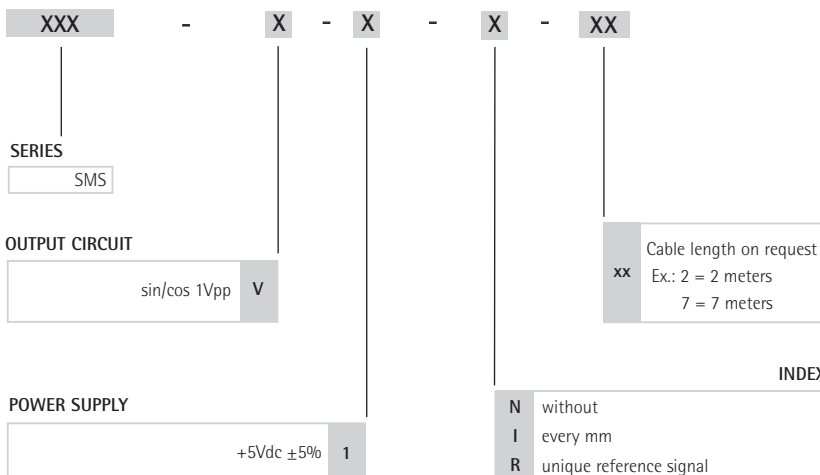 XXX - X - X - X - XX
SERIES
SMS
OUTPUT CIRCUIT
sin/cos 1Vpp V
xx Cable length on request
Ex.: 2 = 2 meters
7 = 7 meters
INDEX
POWER SUPPLY
+5Vdc ±5% 1
N without
I every mm
R unique reference signal